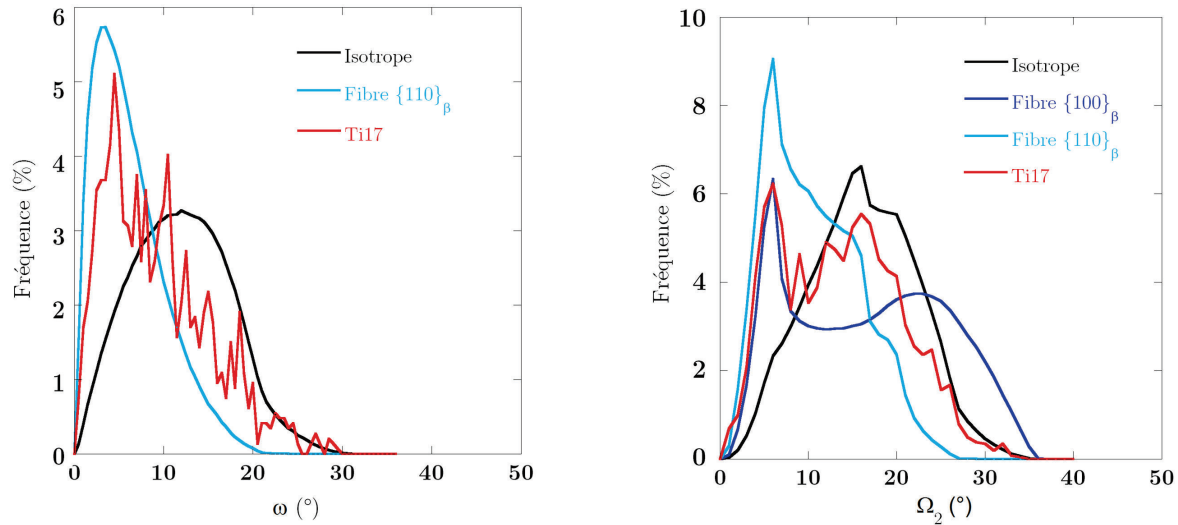 6
5
4
3
2
1
0
Fréquence (%)
Isotrope
Fibre {110}β
Ti17
0 10 20 30 40 50
ω (°)
10
8
6
4
2
0
Fréquence (%)
Isotrope
Fibre {100}β
Fibre {110}β
Ti17
0 10 20 30 40 50
Ω2 (°)